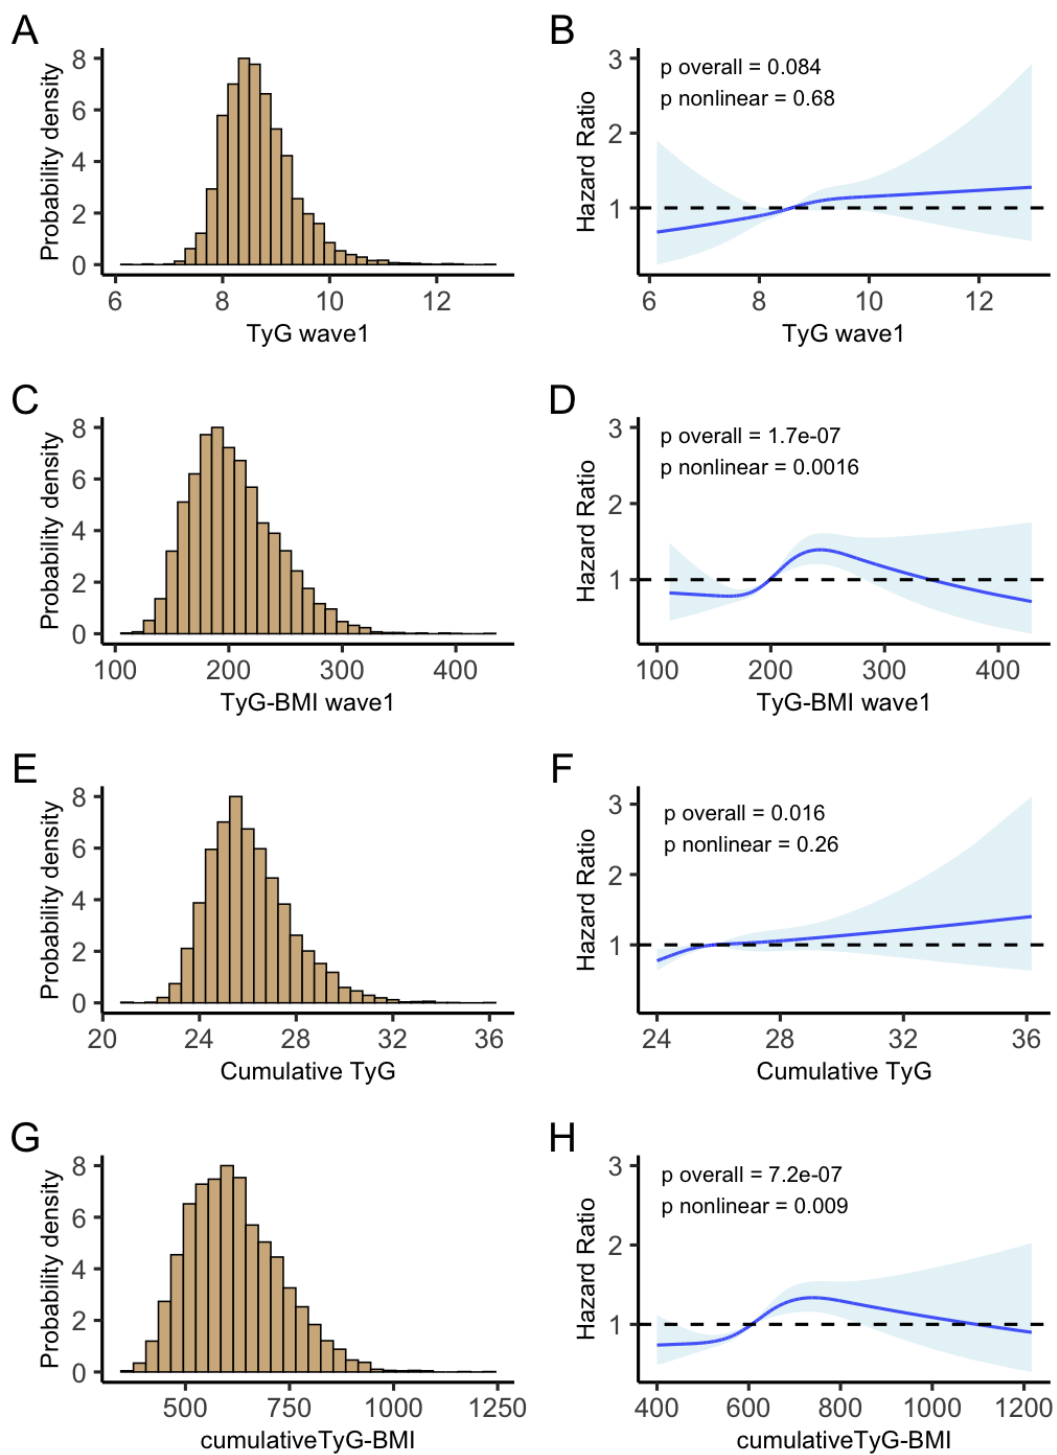 A
Probability density
8
6
4
2
0
6 8 10 12
TyG wave1
B
Hazard Ratio
3
2
1
p overall = 0.084
p nonlinear = 0.68
6 8 10 12
TyG wave1
C
Probability density
8
6
4
2
0
100 200 300 400
TyG-BMI wave1
D
Hazard Ratio
3
2
1
p overall = 1.7e-07
p nonlinear = 0.0016
100 200 300 400
TyG-BMI wave1
E
Probability density
8
6
4
2
0
20 24 28 32 36
Cumulative TyG
F
Hazard Ratio
3
2
1
p overall = 0.016
p nonlinear = 0.26
24 28 32 36
Cumulative TyG
G
Probability density
8
6
4
2
0
500 750 1000 1250
cumulativeTyG-BMI
H
Hazard Ratio
3
2
1
p overall = 7.2e-07
p nonlinear = 0.009
400 600 800 1000 1200
cumulativeTyG-BMI